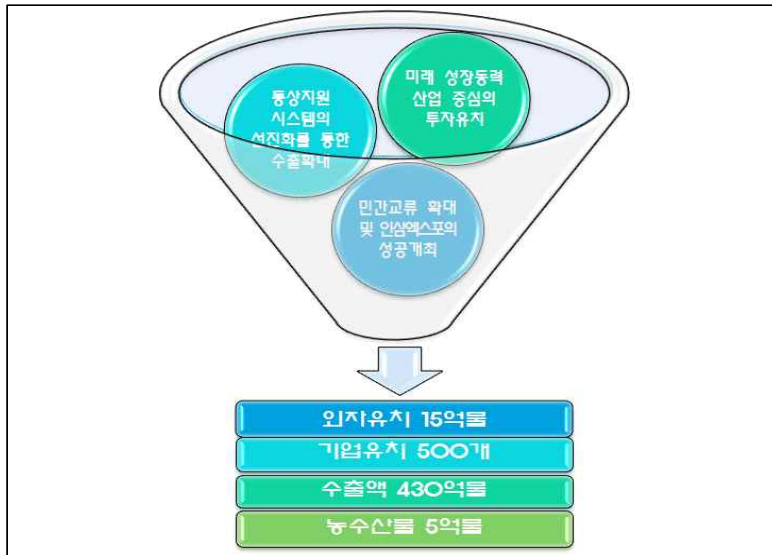 통상지원
시스템의
선진화를 통한
수출확대
미래 성장동력
산업 중심의
투자유치
민간교류 확대
및 인삼엑스포의
성공개최
외자유치 15억불
기업유치 500개
수출액 430억불
농수산물 5억불